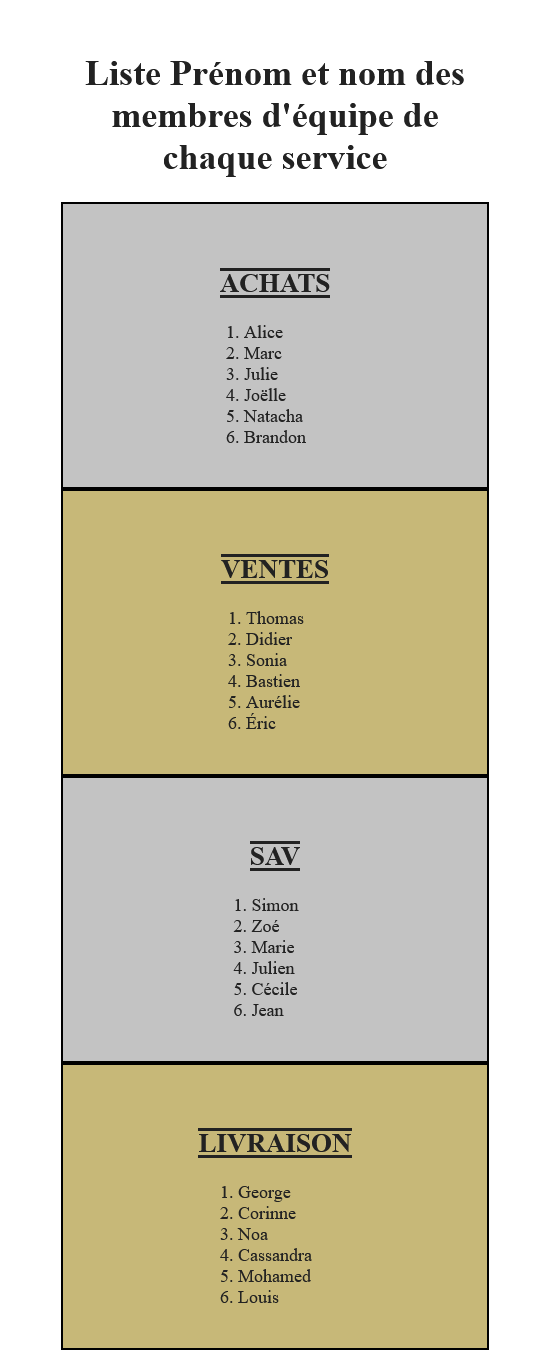 Liste Prénom et nom des
membres d'équipe de
chaque service
ACHATS
1. Alice
2. Marc
3. Julie
4. Joëlle
5. Natacha
6. Brandon
VENTES
1. Thomas
2. Didier
3. Sonia
4. Bastien
5. Aurélie
6. Éric
SAV
1. Simon
2. Zoé
3. Marie
4. Julien
5. Cécile
6. Jean
LIVRAISON
1. George
2. Corinne
3. Noa
4. Cassandra
5. Mohamed
6. Louis